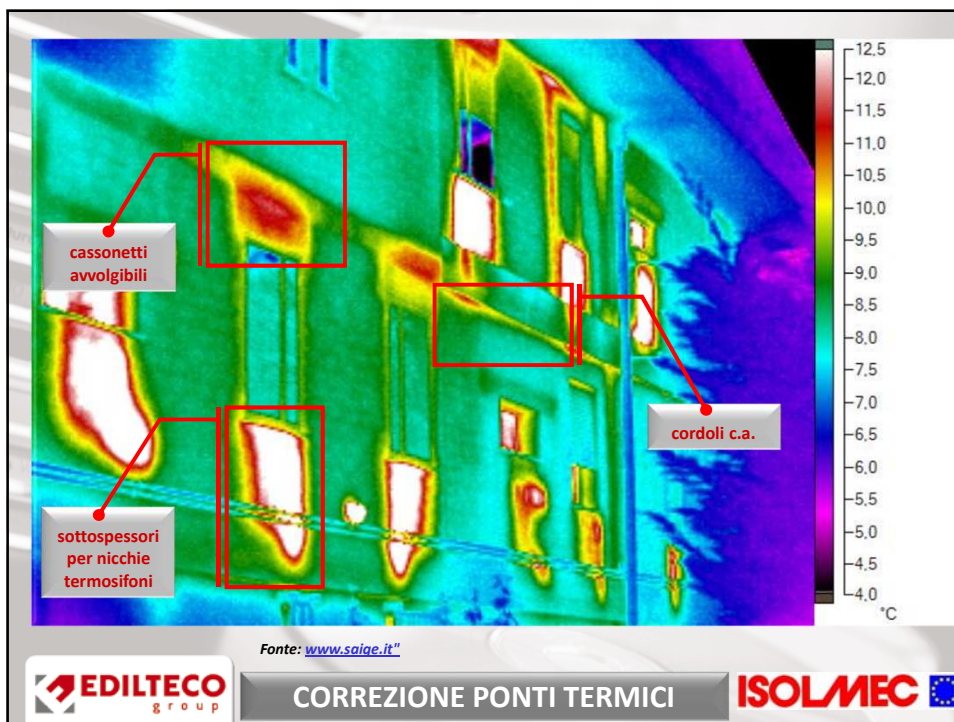 cassonetti
avvolgibili
sottospessori
per nicchie
termosifoni
cordoli c.a.
12.5
12.0
11.5
11.0
10.5
10.0
9.5
9.0
8.5
8.0
7.5
7.0
6.5
6.0
5.5
5.0
4.5
4.0
°C
Fonte: www.saige.it"
EDILTECO
group
CORREZIONE PONTI TERMICI
ISOLMEC